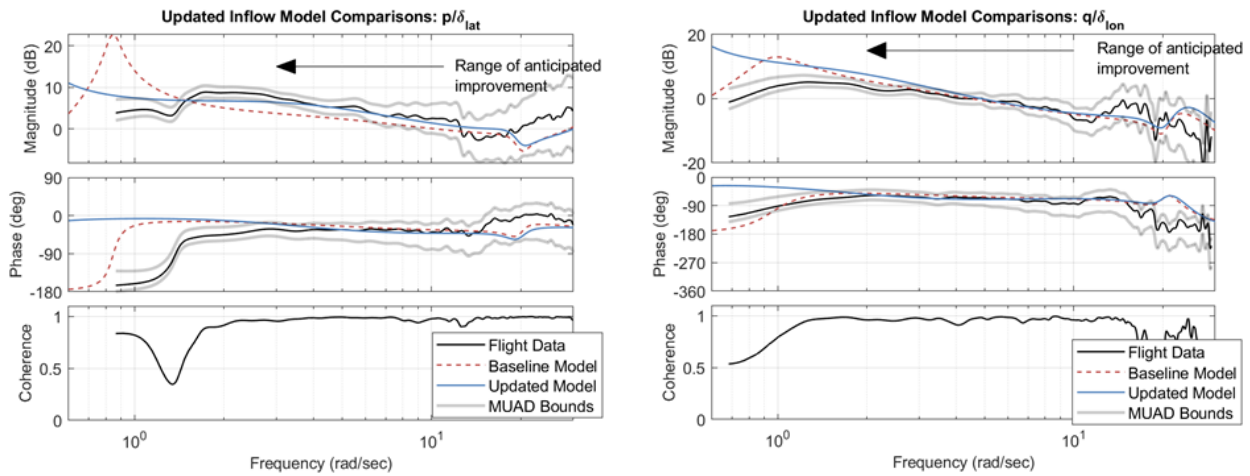 Updated Inflow Model Comparisons: p/δlat
Magnitude (dB)
20
10
0
Range of anticipated
improvement
Phase (deg)
90
0
-90
-180
Coherence
1
0.5
0
Flight Data
Baseline Model
Updated Model
MUAD Bounds
10^0
10^1
Frequency (rad/sec)
Updated Inflow Model Comparisons: q/δlon
Magnitude (dB)
20
0
-20
Range of anticipated
improvement
Phase (deg)
0
-90
-180
-270
-360
Coherence
1
0.5
0
Flight Data
Baseline Model
Updated Model
MUAD Bounds
10^0
10^1
Frequency (rad/sec)